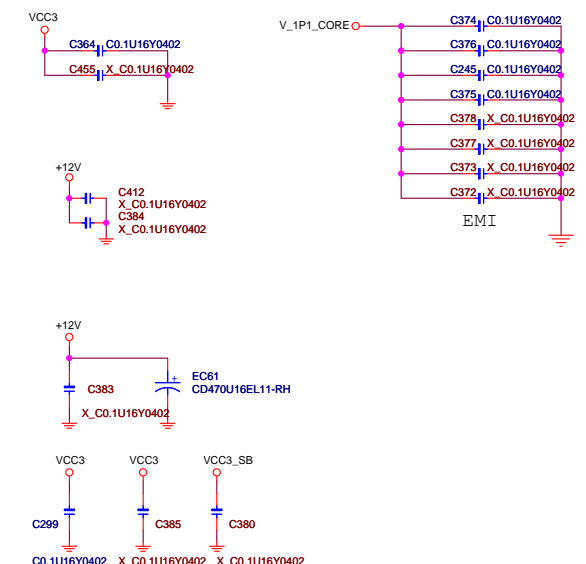 VCC3
C364 C0.1U16Y0402
C455 X_C0.1U16Y0402
V_1P1_CORE
C374 C0.1U16Y0402
C376 C0.1U16Y0402
C245 C0.1U16Y0402
C375 C0.1U16Y0402
C378 X_C0.1U16Y0402
C377 X_C0.1U16Y0402
C373 X_C0.1U16Y0402
C372 X_C0.1U16Y0402
EMI
+12V
C412
X_C0.1U16Y0402
C384
X_C0.1U16Y0402
+12V
C383
X_C0.1U16Y0402
+
EC61
CD470U16EL11-RH
VCC3 VCC3 VCC3_SB
C299 C385 C380
C0.1U16Y0402 X_C0.1U16Y0402 X_C0.1U16Y0402